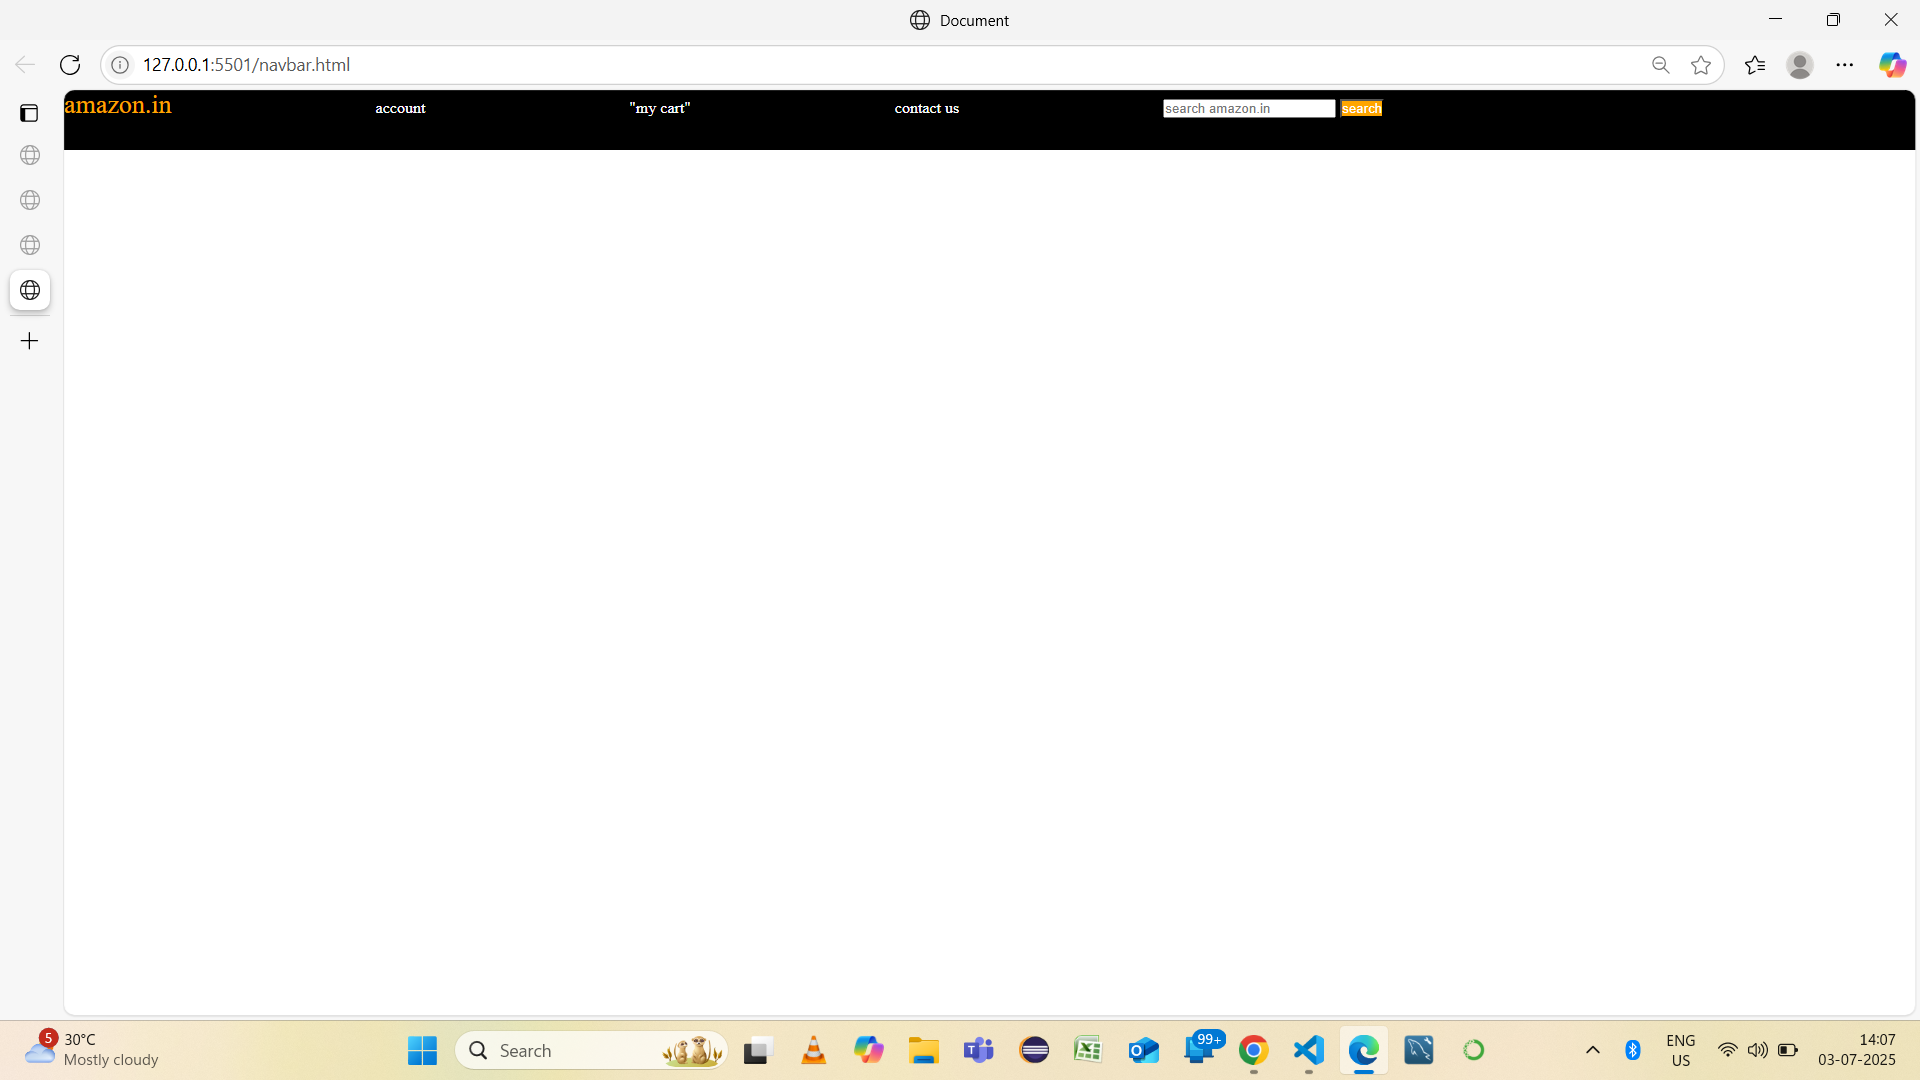 Document
127.0.0.1:5501/navbar.html
amazon.in account "my cart" contact us search amazon.in search
5
30°C
Mostly cloudy
Search
99+
ENG
US
14:07
03-07-2025